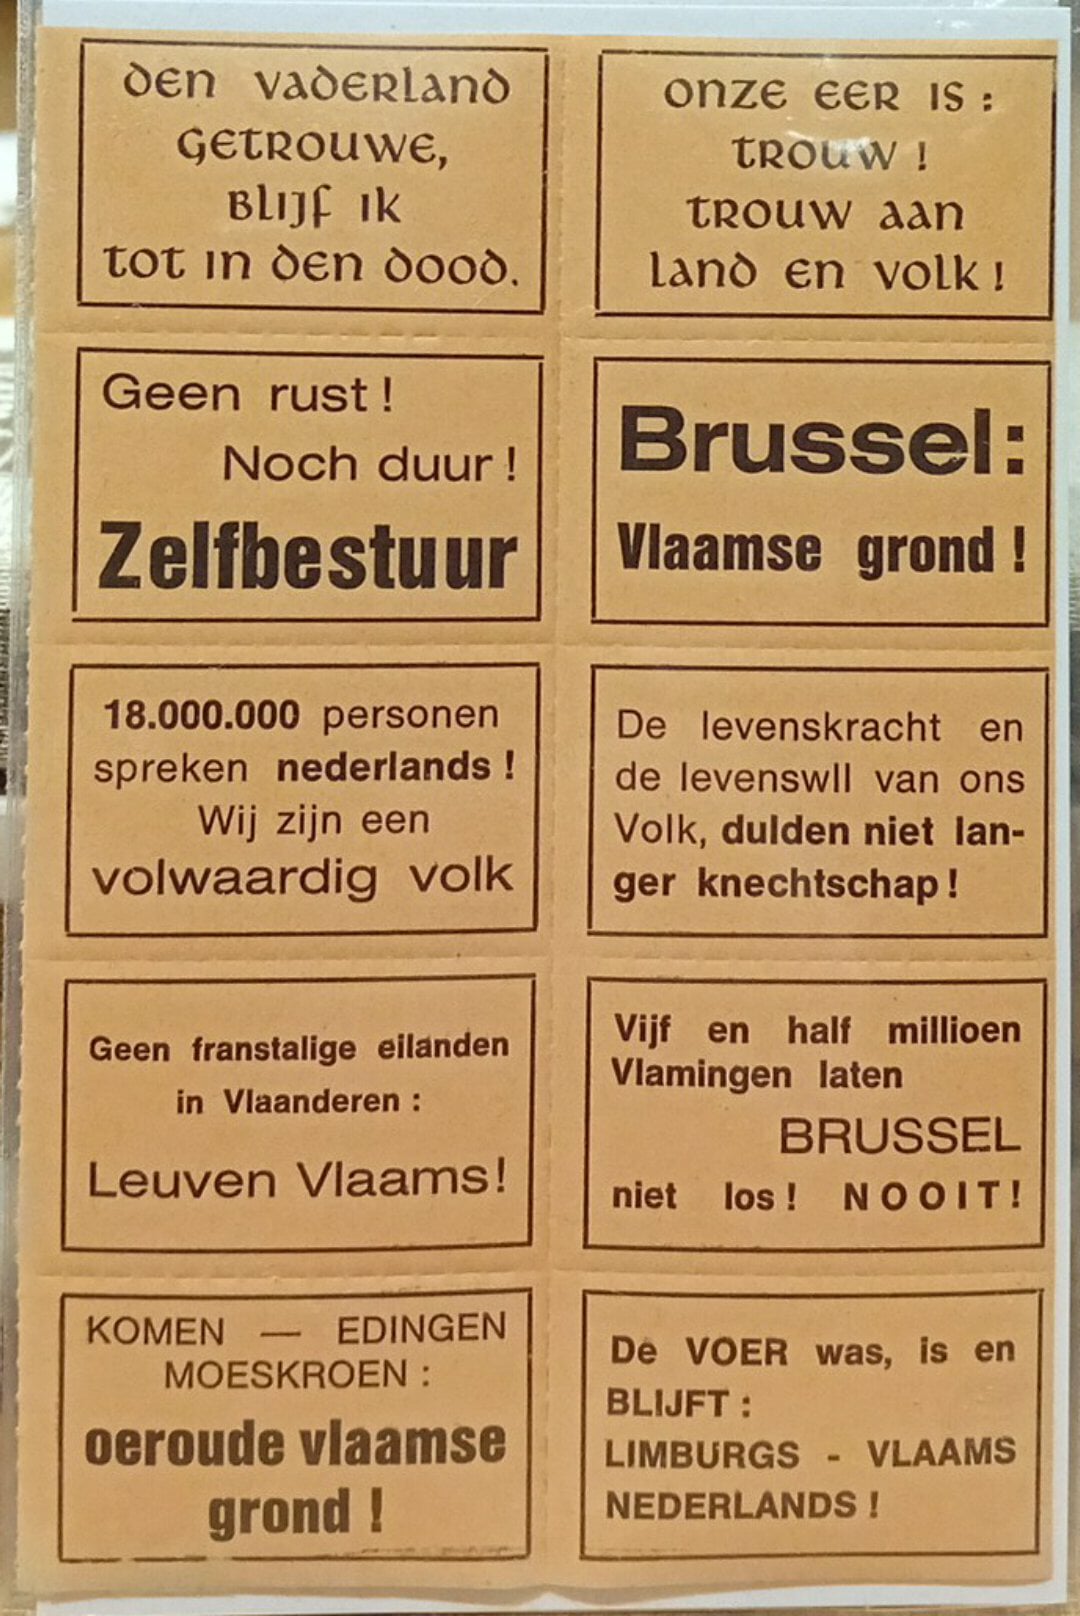 den vaderland
getrouwe,
blijf ik
tot in den dood.
onze eer is :
trouw !
trouw aan
land en volk !
Geen rust !
Noch duur !
Zelfbestuur
Brussel:
Vlaamse grond !
18.000.000 personen
spreken nederlands !
Wij zijn een
volwaardig volk
De levenskracht en
de levenswll van ons
Volk, dulden niet lan-
ger knechtschap !
Geen franstalige eilanden
in Vlaanderen :
Leuven Vlaams!
Vijf en half millioen
Vlamingen laten
BRUSSEL
niet los ! NOOIT!
KOMEN — EDINGEN
MOESKROEN :
oeroude vlaamse
grond !
De VOER was, is en
BLIJFT :
LIMBURGS - VLAAMS
NEDERLANDS !